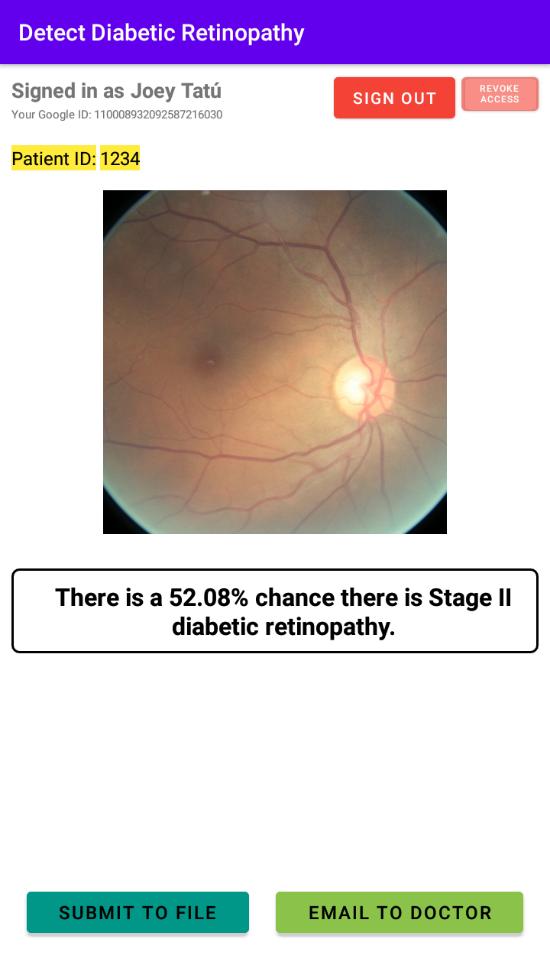 Detect Diabetic Retinopathy
Signed in as Joey Tatú
Your Google ID: 110008932092587216030
SIGN OUT
REVOKE
ACCESS
Patient ID: 1234
There is a 52.08% chance there is Stage II
diabetic retinopathy.
SUBMIT TO FILE
EMAIL TO DOCTOR